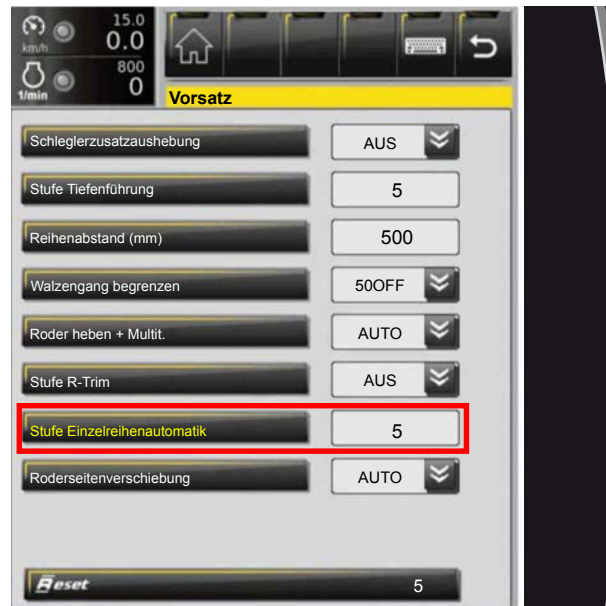 15.0
km/h 0.0
800
1/min 0
Vorsatz
Schleglerzusatzaushebung AUS
Stufe Tiefenführung 5
Reihenabstand (mm) 500
Walzengang begrenzen 50OFF
Roder heben + Multit. AUTO
Stufe R-Trim AUS
Stufe Einzelreihenautomatik 5
Roderseitenverschiebung AUTO
Reset 5